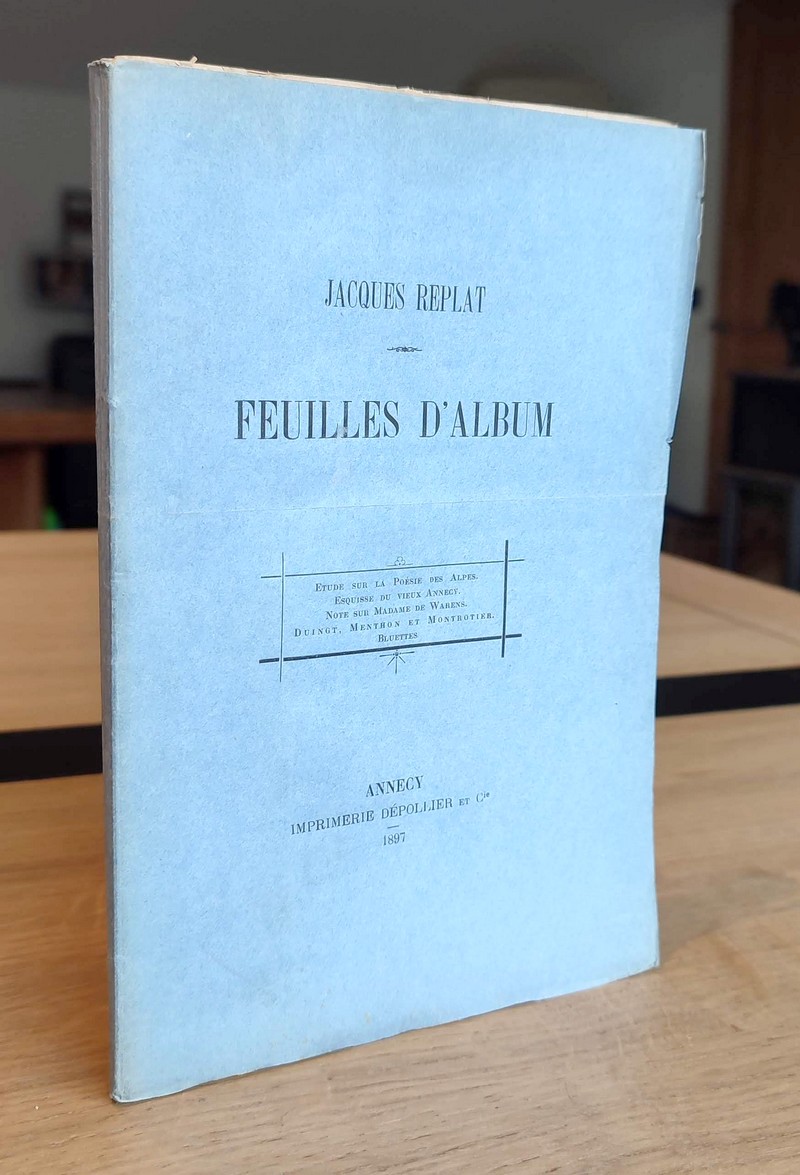 JACQUES REPLAT
FEUILLES D'ALBUM
ETUDE SUR LA POÉSIE DES ALPES.
ESQUISSE DU VIEUX ANNECY.
NOTE SUR MADAME DE WARENS.
DUINGT, MENTHON ET MONTROTIER.
BLUETTES
ANNECY
IMPRIMERIE DÉPOLLIER ET Cie
1897